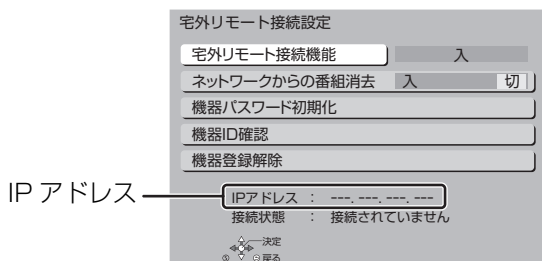 宅外リモート接続設定
宅外リモート接続機能 入
ネットワークからの番組消去 入 切
機器パスワード初期化
機器ID確認
機器登録解除
IP アドレス
IPアドレス : ---. ---. ---. ---
接続状態 : 接続されていません
決定
戻る